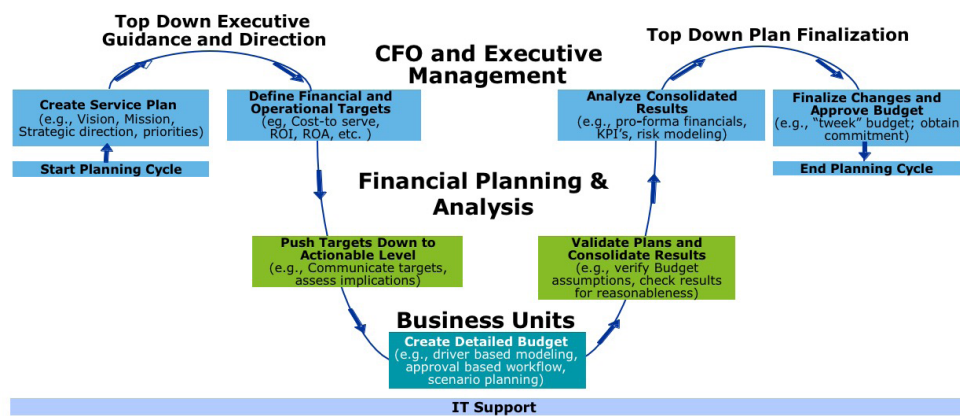 Top Down Executive
Guidance and Direction
CFO and Executive
Management
Top Down Plan Finalization
Create Service Plan
(e.g., Vision, Mission,
Strategic direction, priorities)
Start Planning Cycle
Define Financial and
Operational Targets
(eg, Cost-to serve,
ROI, ROA, etc. )
Analyze Consolidated
Results
(e.g., pro-forma financials,
KPI's, risk modeling)
Finalize Changes and
Approve Budget
(e.g., "tweek" budget; obtain
commitment)
End Planning Cycle
Financial Planning &
Analysis
Push Targets Down to
Actionable Level
(e.g., Communicate targets,
assess implications)
Validate Plans and
Consolidate Results
(e.g., verify Budget
assumptions, check results
for reasonableness)
Business Units
Create Detailed Budget
(e.g., driver based modeling,
approval based workflow,
scenario planning)
IT Support